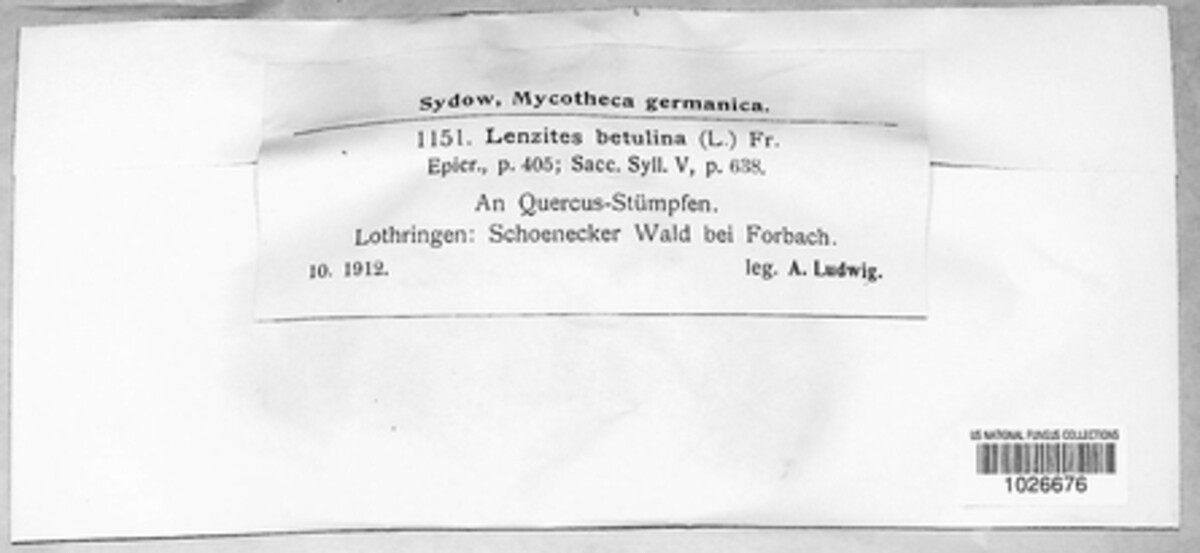 Sydow, Mycotheca germanica.
1151. Lenzites betulina (L.) Fr.
Epicr., p. 405; Sacc. Syll. V, p. 638.
An Quercus-Stümpfen.
Lothringen: Schoenecker Wald bei Forbach.
10. 1912. leg. A. Ludwig.
US NATIONAL FUNGUS COLLECTIONS
1026676